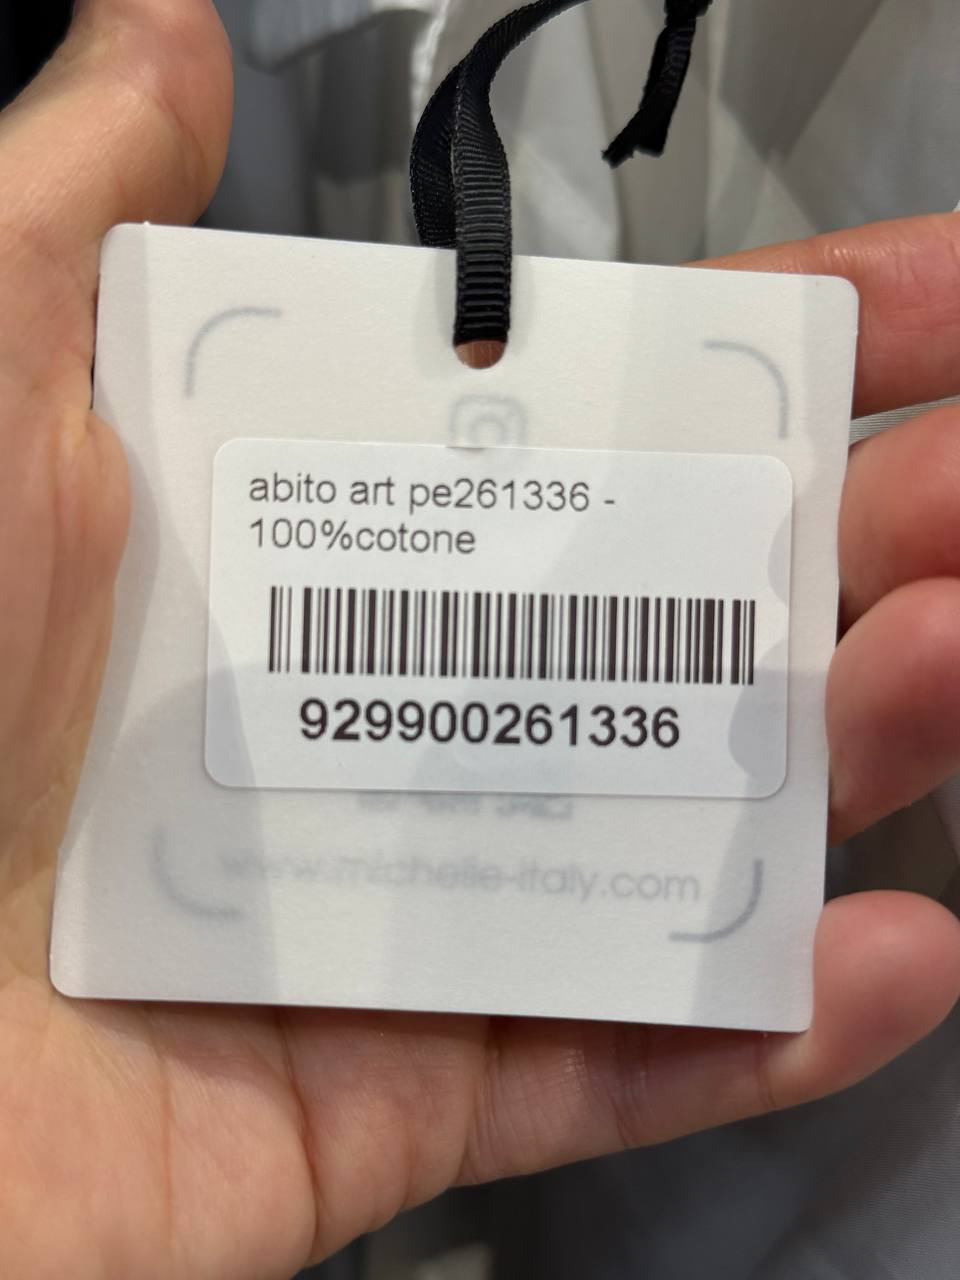 abito art pe261336 -
100%cotone
929900261336
www.michelle-italy.com